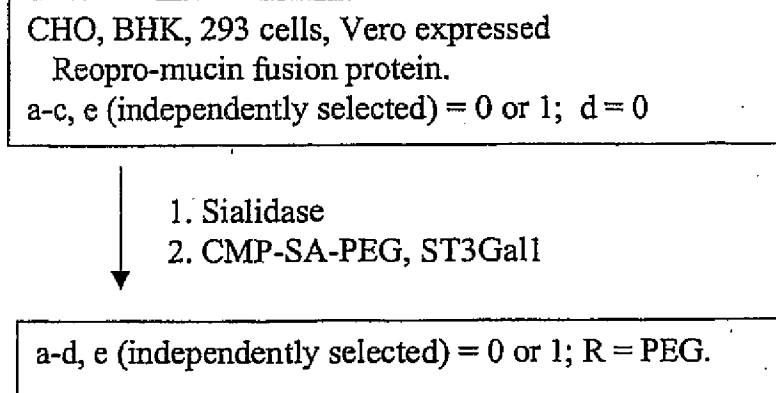 CHO, BHK, 293 cells, Vero expressed
Reopro-mucin fusion protein.
a-c, e (independently selected) = 0 or 1; d = 0
1. Sialidase
2. CMP-SA-PEG, ST3Gal1
a-d, e (independently selected) = 0 or 1; R = PEG.